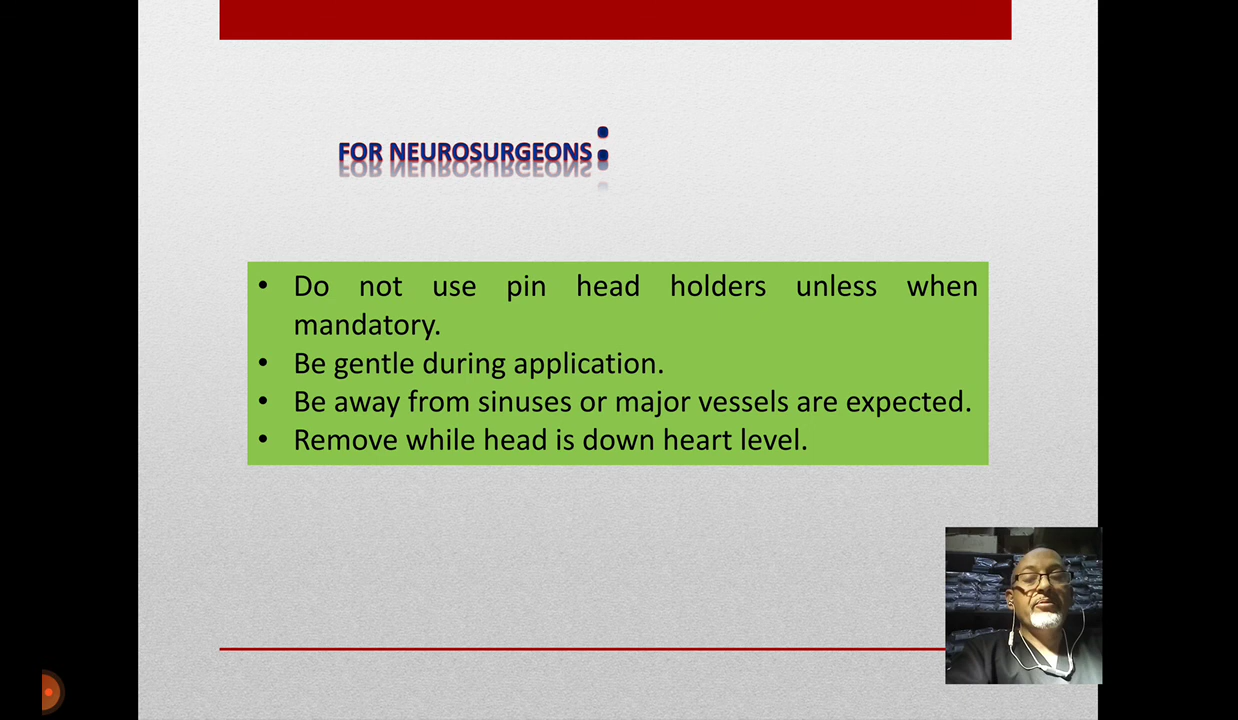 FOR NEUROSURGEONS:
• Do not use pin head holders unless when
mandatory.
• Be gentle during application.
• Be away from sinuses or major vessels are expected.
• Remove while head is down heart level.